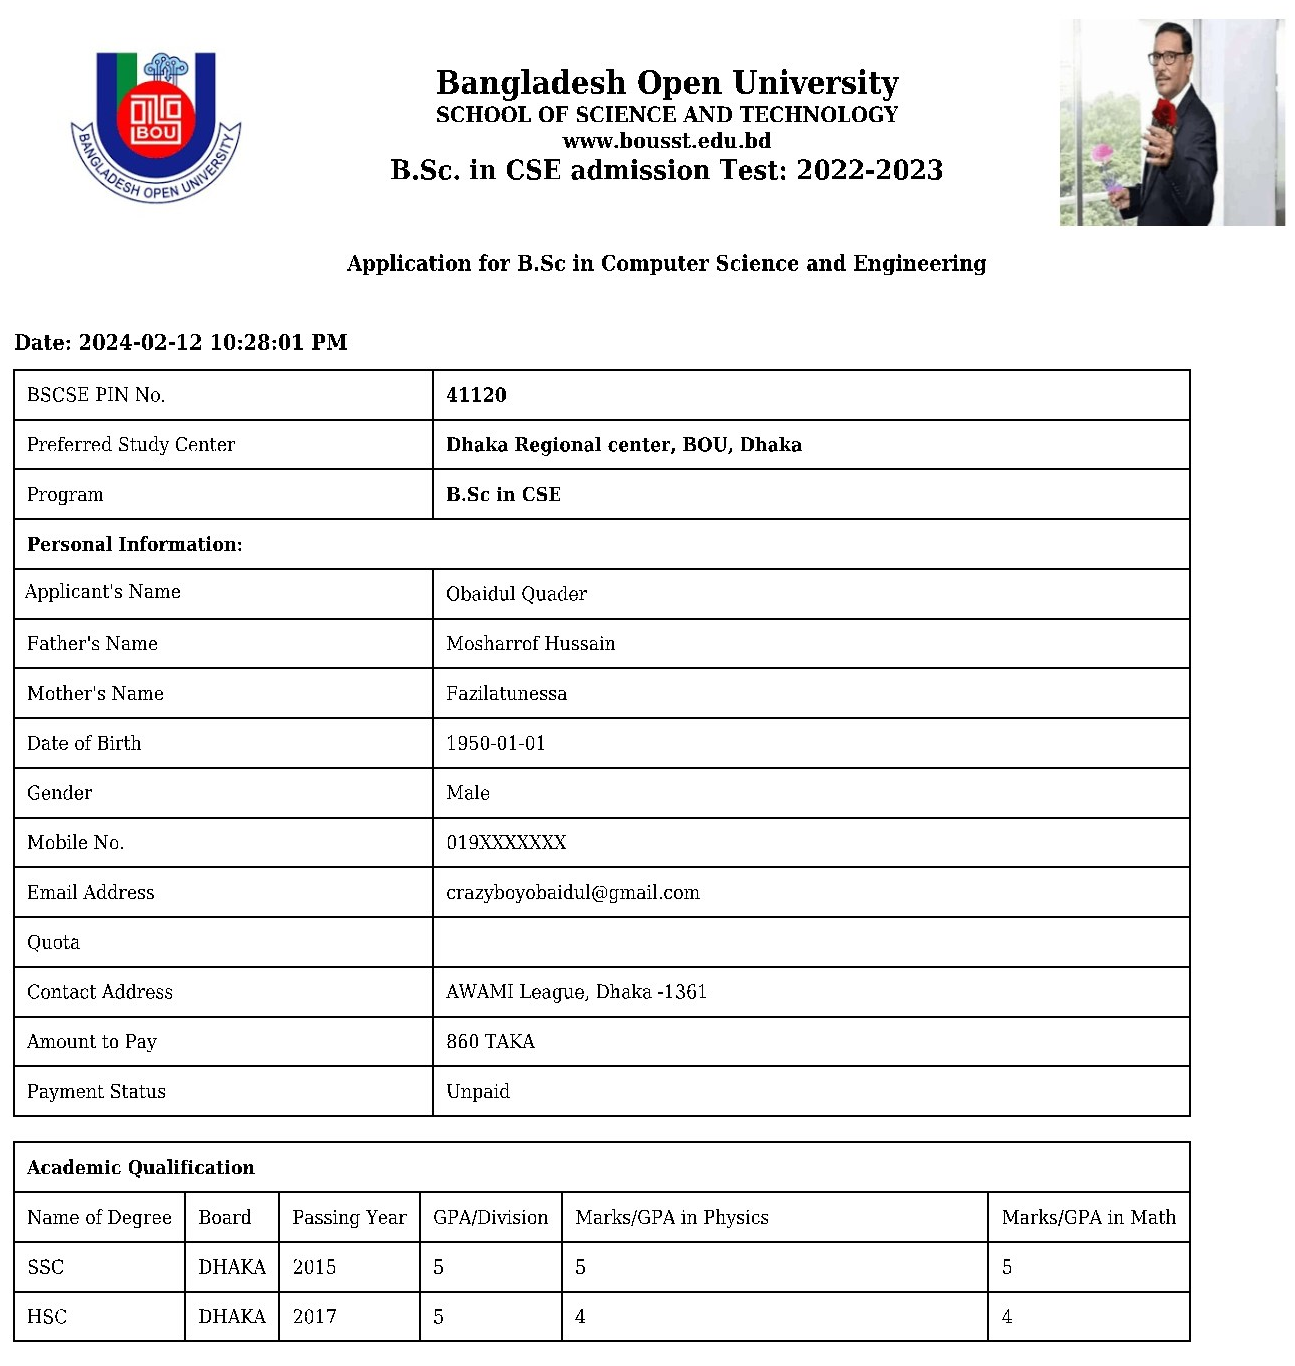 BOU
BANGLADESH OPEN UNIVERSITY
Bangladesh Open University
SCHOOL OF SCIENCE AND TECHNOLOGY
www.bousst.edu.bd
B.Sc. in CSE admission Test: 2022-2023
Application for B.Sc in Computer Science and Engineering
Date: 2024-02-12 10:28:01 PM
BSCSE PIN No. 41120
Preferred Study Center Dhaka Regional center, BOU, Dhaka
Program B.Sc in CSE
Personal Information:
Applicant's Name Obaidul Quader
Father's Name Mosharrof Hussain
Mother's Name Fazilatunessa
Date of Birth 1950-01-01
Gender Male
Mobile No. 019XXXXXXX
Email Address crazyboyobaidul@gmail.com
Quota
Contact Address AWAMI League, Dhaka -1361
Amount to Pay 860 TAKA
Payment Status Unpaid
Academic Qualification
Name of Degree Board Passing Year GPA/Division Marks/GPA in Physics Marks/GPA in Math
SSC DHAKA 2015 5 5 5
HSC DHAKA 2017 5 4 4